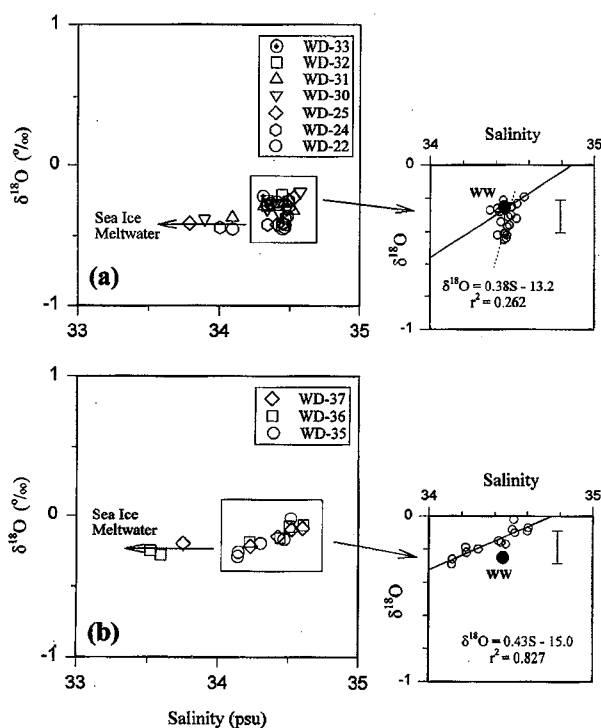 1
WD-33
WD-32
WD-31
WD-30
WD-25
WD-24
WD-22
δ¹⁸O (‰)
0
Sea Ice
Meltwater
(a)
-1
33
34
35
34
Salinity
35
0
WW
δ¹⁸O
δ¹⁸O = 0.38S − 13.2
r² = 0.262
-1
1
WD-37
WD-36
WD-35
δ¹⁸O (‰)
0
Sea Ice
Meltwater
(b)
-1
33
34
35
Salinity (psu)
Salinity
34
35
0
WW
δ¹⁸O
δ¹⁸O = 0.43S − 15.0
r² = 0.827
-1